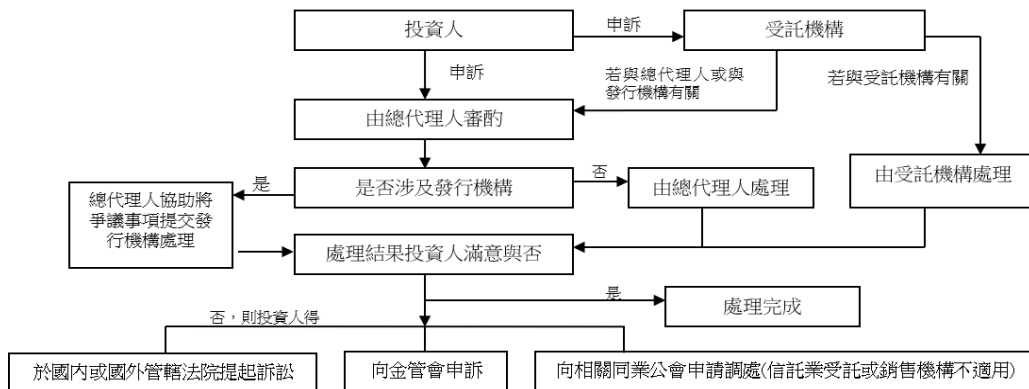 投資人
申訴
受託機構
申訴
若與總代理人或與
發行機構有關
若與受託機構有關
由總代理人審酌
是
是否涉及發行機構
否
由總代理人處理
由受託機構處理
總代理人協助將
爭議事項提交發
行機構處理
處理結果投資人滿意與否
是
處理完成
否，則投資人得
於國內或國外管轄法院提起訴訟
向金管會申訴
向相關同業公會申請調處(信託業受託或銷售機構不適用)